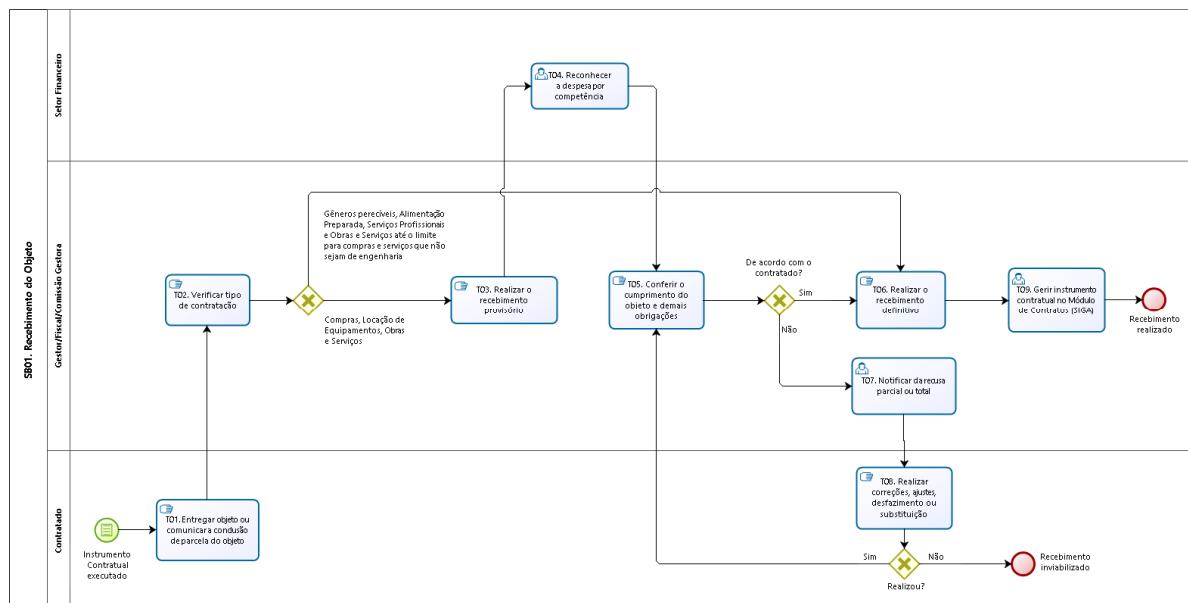 SB01. Recebimento do Objeto
Setor Financeiro
T04. Reconhecer
a despesa por
competência
Gestor/Fiscal/Comissão Gestora
Gêneros perecíveis, Alimentação
Preparada, Serviços Profissionais
e Obras e Serviços até o limite
para compras e serviços que não
sejam de engenharia
T02. Verificar tipo
de contratação
Compras, Locação de
Equipamentos, Obras
e Serviços
T03. Realizar o
recebimento
provisório
T05. Conferir o
cumprimento do
objeto e demais
obrigações
De acordo com o
contratado?
Sim
Não
T06. Realizar o
recebimento
definitivo
T09. Gerir instrumento
contratual no Módulo
de Contratos (SIGA)
Recebimento
realizado
T07. Notificar da recusa
parcial ou total
Contratado
Instrumento
Contratual
executado
T01. Entregar objeto ou
comunicar a conclusão
de parcela do objeto
T08. Realizar
correções, ajustes,
desfazimento ou
substituição
Sim
Não
Realizou?
Recebimento
inviabilizado